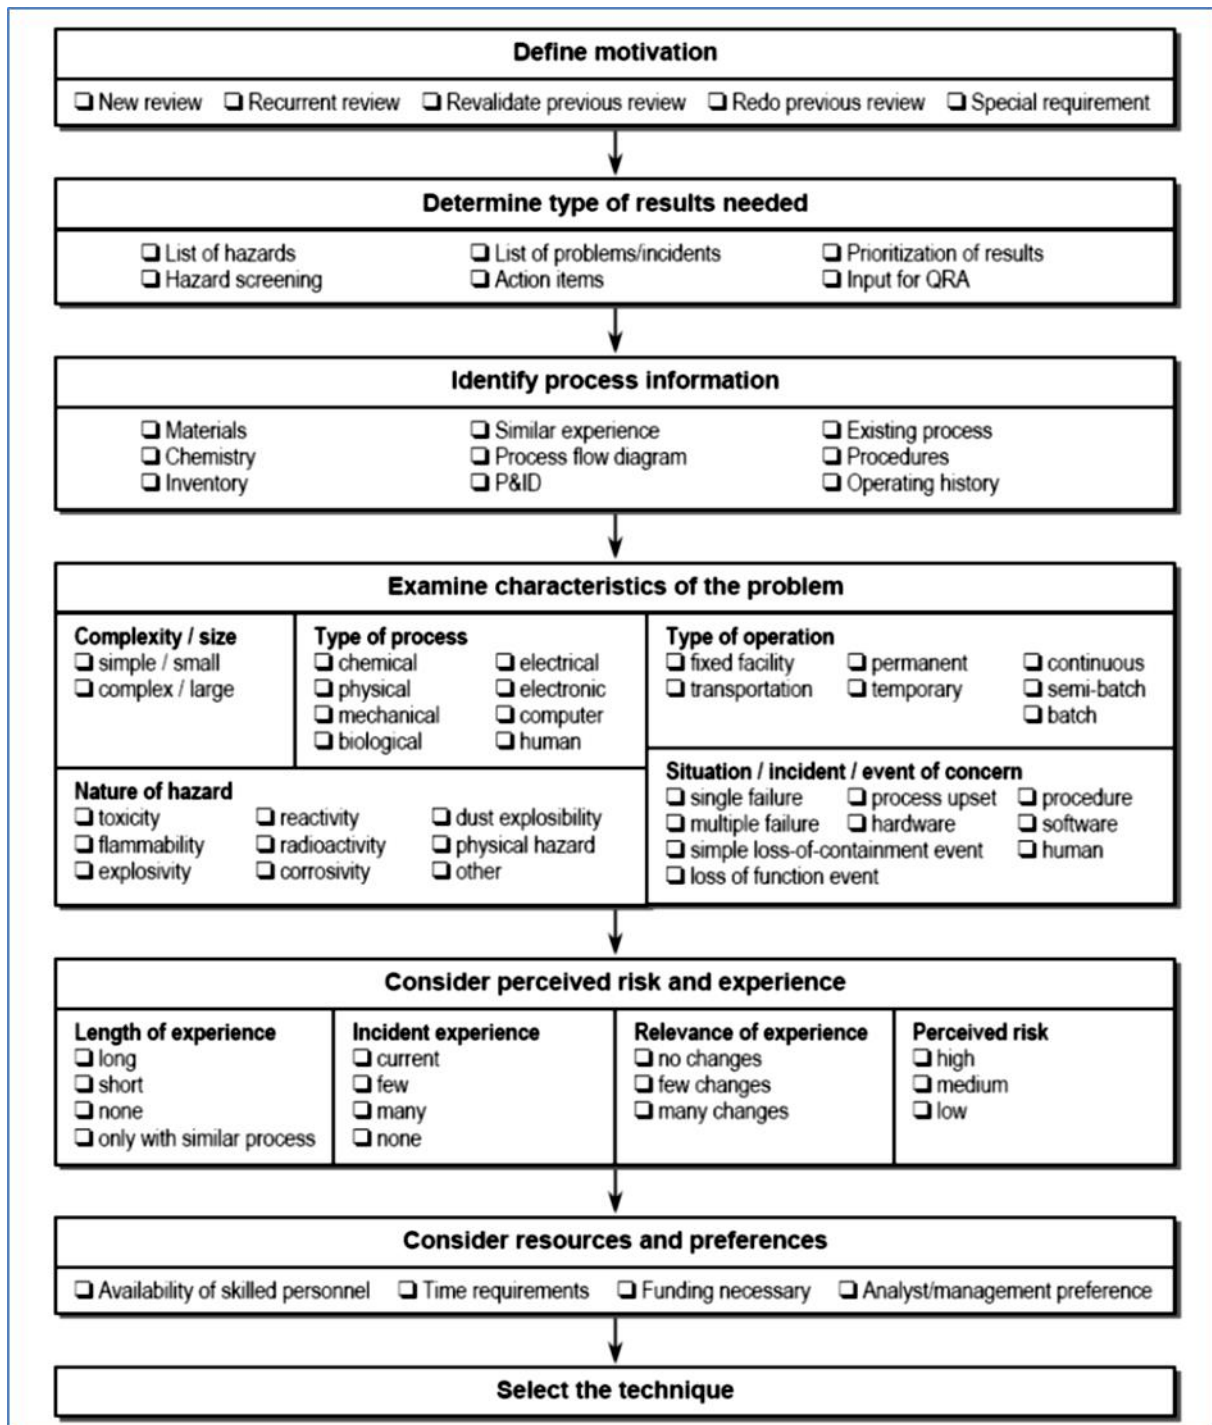 Define motivation
❑ New review ❑ Recurrent review ❑ Revalidate previous review ❑ Redo previous review ❑ Special requirement
Determine type of results needed
❑ List of hazards ❑ List of problems/incidents ❑ Prioritization of results
❑ Hazard screening ❑ Action items ❑ Input for QRA
Identify process information
❑ Materials ❑ Similar experience ❑ Existing process
❑ Chemistry ❑ Process flow diagram ❑ Procedures
❑ Inventory ❑ P&ID ❑ Operating history
Examine characteristics of the problem
Complexity / size
❑ simple / small
❑ complex / large
Type of process
❑ chemical ❑ electrical
❑ physical ❑ electronic
❑ mechanical ❑ computer
❑ biological ❑ human
Type of operation
❑ fixed facility ❑ permanent ❑ continuous
❑ transportation ❑ temporary ❑ semi-batch
❑ batch
Nature of hazard
❑ toxicity ❑ reactivity ❑ dust explosibility
❑ flammability ❑ radioactivity ❑ physical hazard
❑ explosivity ❑ corrosivity ❑ other
Situation / incident / event of concern
❑ single failure ❑ process upset ❑ procedure
❑ multiple failure ❑ hardware ❑ software
❑ simple loss-of-containment event ❑ human
❑ loss of function event
Consider perceived risk and experience
Length of experience
❑ long
❑ short
❑ none
❑ only with similar process
Incident experience
❑ current
❑ few
❑ many
❑ none
Relevance of experience
❑ no changes
❑ few changes
❑ many changes
Perceived risk
❑ high
❑ medium
❑ low
Consider resources and preferences
❑ Availability of skilled personnel ❑ Time requirements ❑ Funding necessary ❑ Analyst/management preference
Select the technique